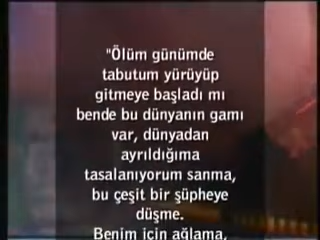 "Ölüm günümde
tabutum yürüyüp
gitmeye başladı mı
bende bu dünyanın gamı
var, dünyadan
ayrıldığıma
tasalanıyorum sanma,
bu çeşit bir şüpheye
düşme.
Benim için ağlama,